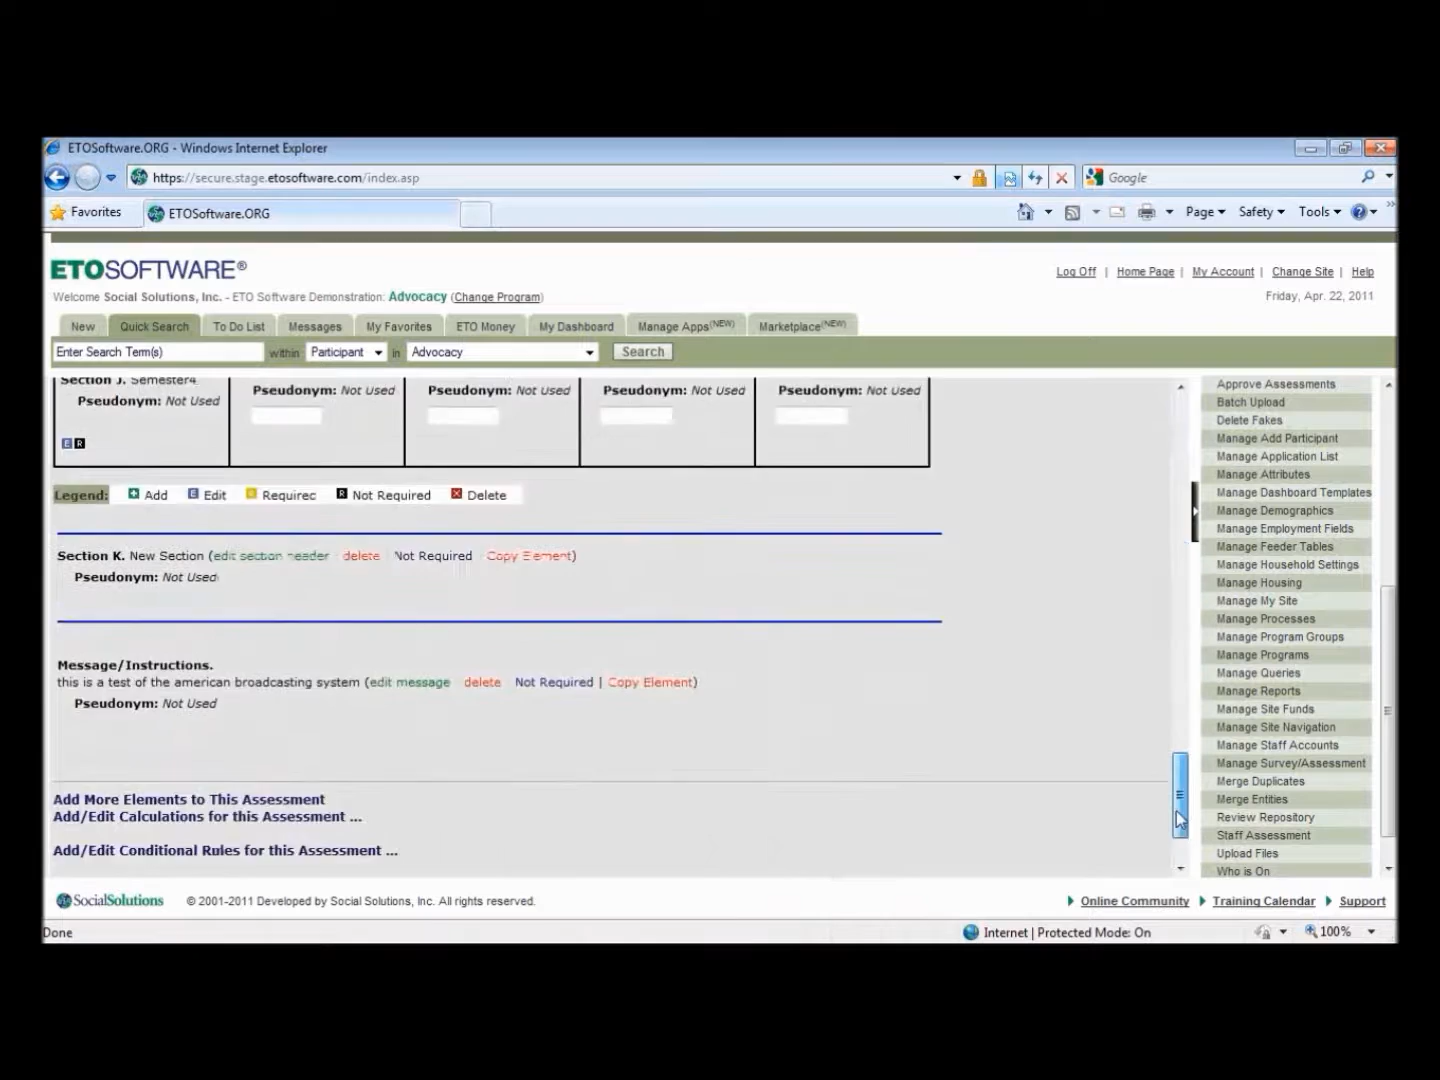 ETOSoftware.ORG - Windows Internet Explorer
https://secure.stage.etosoftware.com/index.asp
Google
Favorites
ETOSoftware.ORG
Page Safety Tools
ETOSOFTWARE®
Log Off | Home Page | My Account | Change Site | Help
Welcome Social Solutions, Inc. - ETO Software Demonstration: Advocacy (Change Program)
Friday, Apr. 22, 2011
New Quick Search To Do List Messages My Favorites ETO Money My Dashboard Manage Apps(NEW) Marketplace(NEW)
Enter Search Term(s) within Participant in Advocacy Search
Section J. Semester4
Pseudonym: Not Used
Pseudonym: Not Used
Pseudonym: Not Used
Pseudonym: Not Used
Pseudonym: Not Used
E R
Legend: Add E Edit Required R Not Required Delete
Section K. New Section (edit section header delete Not Required Copy Element)
Pseudonym: Not Used
Message/Instructions.
this is a test of the american broadcasting system (edit message delete Not Required | Copy Element)
Pseudonym: Not Used
Add More Elements to This Assessment
Add/Edit Calculations for this Assessment ...
Add/Edit Conditional Rules for this Assessment ...
Approve Assessments
Batch Upload
Delete Fakes
Manage Add Participant
Manage Application List
Manage Attributes
Manage Dashboard Templates
Manage Demographics
Manage Employment Fields
Manage Feeder Tables
Manage Household Settings
Manage Housing
Manage My Site
Manage Processes
Manage Program Groups
Manage Programs
Manage Queries
Manage Reports
Manage Site Funds
Manage Site Navigation
Manage Staff Accounts
Manage Survey/Assessment
Merge Duplicates
Merge Entities
Review Repository
Staff Assessment
Upload Files
Who is On
SocialSolutions © 2001-2011 Developed by Social Solutions, Inc. All rights reserved.
Online Community Training Calendar Support
Done
Internet | Protected Mode: On
100%